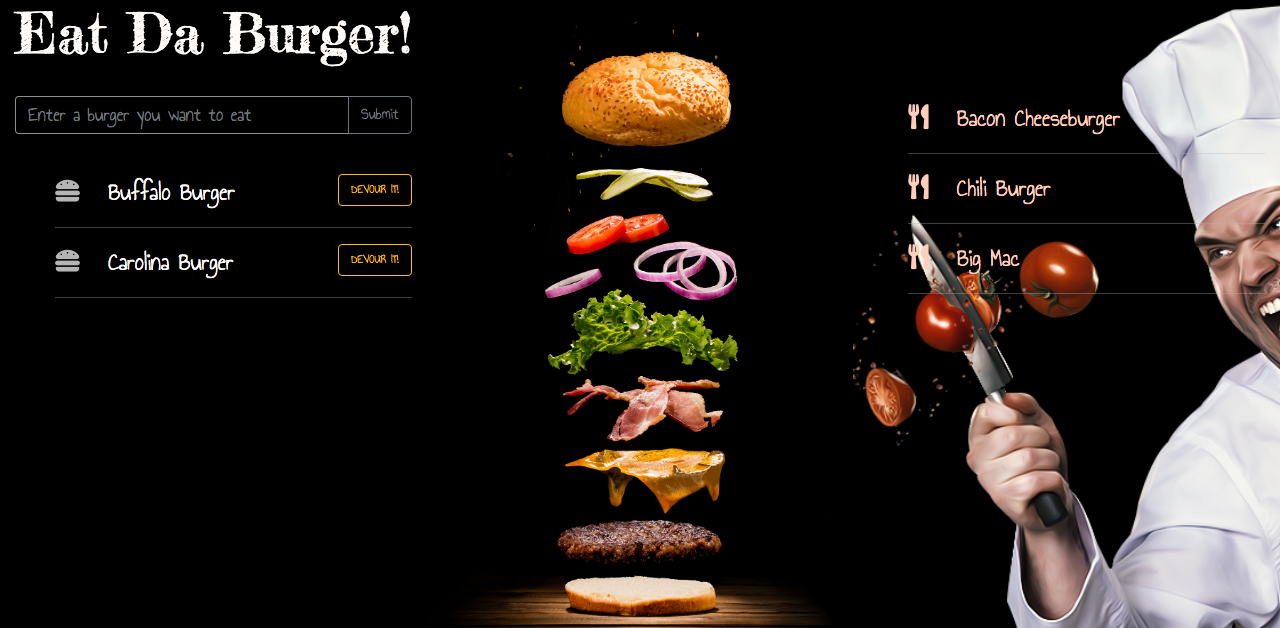 Eat Da Burger!
Enter a burger you want to eat
Submit
Buffalo Burger
DEVOUR IT!
Carolina Burger
DEVOUR IT!
Bacon Cheeseburger
Chili Burger
Big Mac